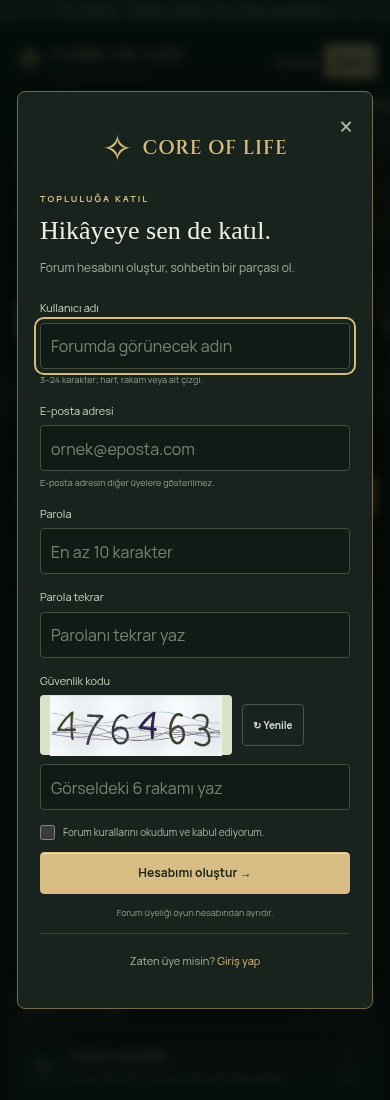 CORE OF LIFE
×
TOPLULUĞA KATIL
Hikâyeye sen de katıl.
Forum hesabını oluştur, sohbetin bir parçası ol.
Kullanıcı adı
Forumda görünecek adın
3–24 karakter; harf, rakam veya alt çizgi.
E-posta adresi
ornek@eposta.com
E-posta adresin diğer üyelere gösterilmez.
Parola
En az 10 karakter
Parola tekrar
Parolanı tekrar yaz
Güvenlik kodu
476463
↻ Yenile
Görseldeki 6 rakamı yaz
Forum kurallarını okudum ve kabul ediyorum.
Hesabımı oluştur →
Forum üyeliği oyun hesabından ayrıdır.
Zaten üye misin? Giriş yap